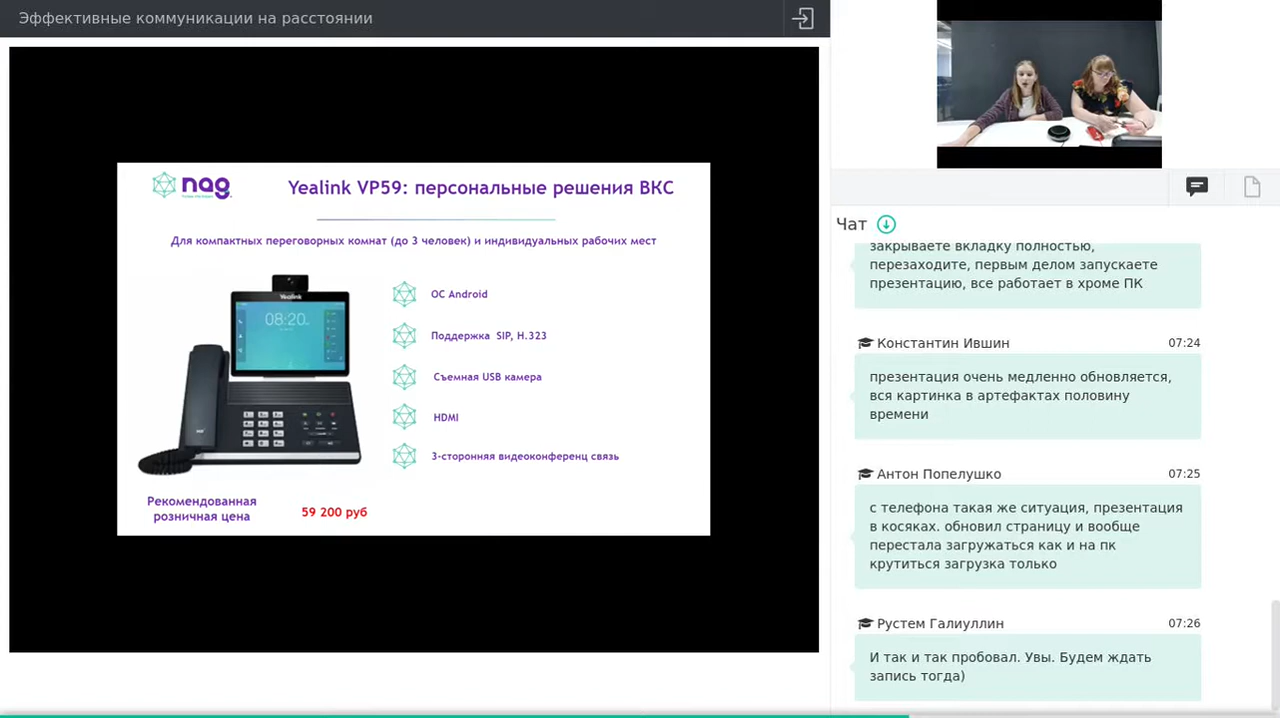 Эффективные коммуникации на расстоянии
nag
Yealink VP59: персональные решения ВКС
Для компактных переговорных комнат (до 3 человек) и индивидуальных рабочих мест
Yealink
08:20
ОС Android
Поддержка SIP, H.323
Съемная USB камера
HDMI
3-сторонняя видеоконференц связь
Рекомендованная
розничная цена
59 200 руб
Чат
закрываете вкладку полностью,
перезаходите, первым делом запускаете
презентацию, все работает в хроме ПК
Константин Ившин 07:24
презентация очень медленно обновляется,
вся картинка в артефактах половину
времени
Антон Попелушко 07:25
с телефона такая же ситуация, презентация
в косяках. обновил страницу и вообще
перестала загружаться как и на пк
крутиться загрузка только
Рустем Галиуллин 07:26
И так и так пробовал. Увы. Будем ждать
запись тогда)